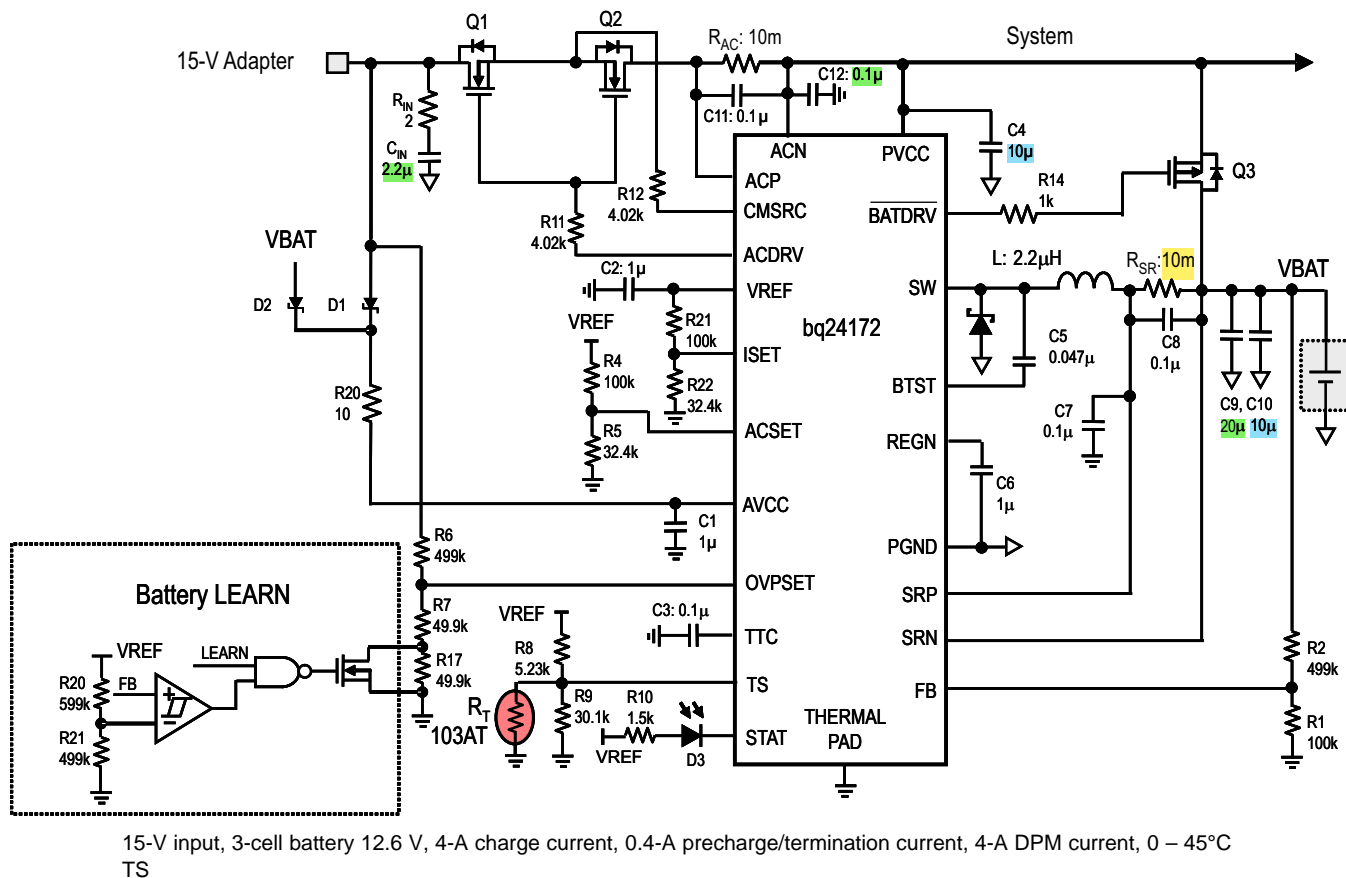 Q1
Q2
15-V Adapter
R_AC: 10m
System
C12: 0.1µ
C11: 0.1µ
R_IN
2
C_IN
2.2µ
ACN
PVCC
C4
10µ
ACP
R12
4.02k
CMSRC
R11
4.02k
ACDRV
BATDRV
R14
1k
Q3
VBAT
D2
D1
C2: 1µ
VREF
VREF
R21
100k
ISET
R4
100k
R22
32.4k
ACSET
R5
32.4k
bq24172
SW
L: 2.2µH
R_SR:10m
VBAT
C5
0.047µ
C8
0.1µ
BTST
C7
0.1µ
C9, C10
20µ 10µ
REGN
C6
1µ
PGND
R20
10
AVCC
C1
1µ
R6
499k
OVPSET
SRP
SRN
Battery LEARN
R7
49.9k
R17
49.9k
VREF
LEARN
FB
R20
599k
R21
499k
C3: 0.1µ
TTC
VREF
R8
5.23k
TS
R_T
103AT
R9
30.1k
R10
1.5k
VREF
D3
STAT
THERMAL
PAD
FB
R2
499k
R1
100k
15-V input, 3-cell battery 12.6 V, 4-A charge current, 0.4-A precharge/termination current, 4-A DPM current, 0 – 45°C
TS